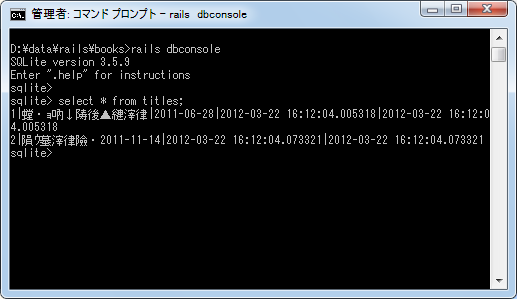 管理者: コマンド プロンプト - rails dbconsole
D:¥data¥rails¥books>rails dbconsole
SQLite version 3.5.9
Enter ".help" for instructions
sqlite>
sqlite> select * from titles;
1|螳・ｮ吶↓隣後▲縺滓律|2011-06-28|2012-03-22 16:12:04.005318|2012-03-22 16:12:0
4.005318
2|隕ｳ蟇滓律險・2011-11-14|2012-03-22 16:12:04.073321|2012-03-22 16:12:04.073321
sqlite>